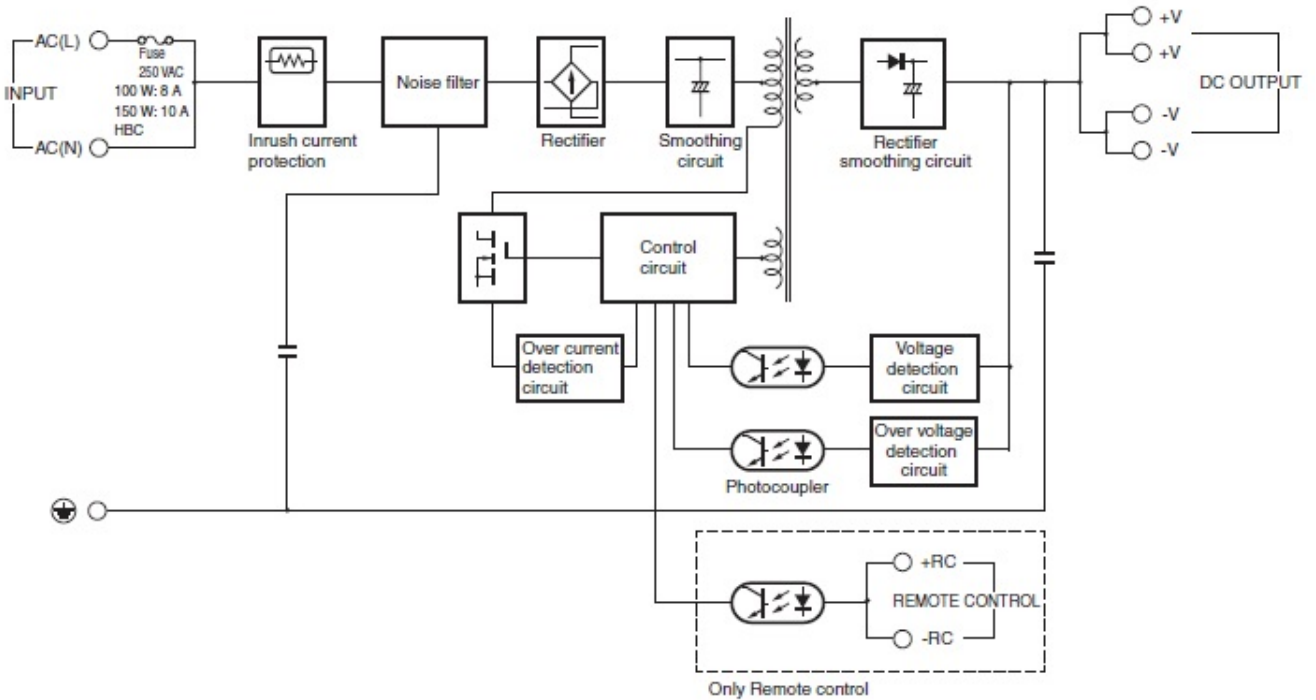 AC(L)
Fuse
250 VAC
100 W: 8 A
150 W: 10 A
HBC
INPUT
AC(N)
Inrush current
protection
Noise filter
Rectifier
Smoothing
circuit
Rectifier
smoothing circuit
+V
+V
DC OUTPUT
-V
-V
Control
circuit
Over current
detection
circuit
Voltage
detection
circuit
Over voltage
detection
circuit
Photocoupler
+RC
REMOTE CONTROL
-RC
Only Remote control